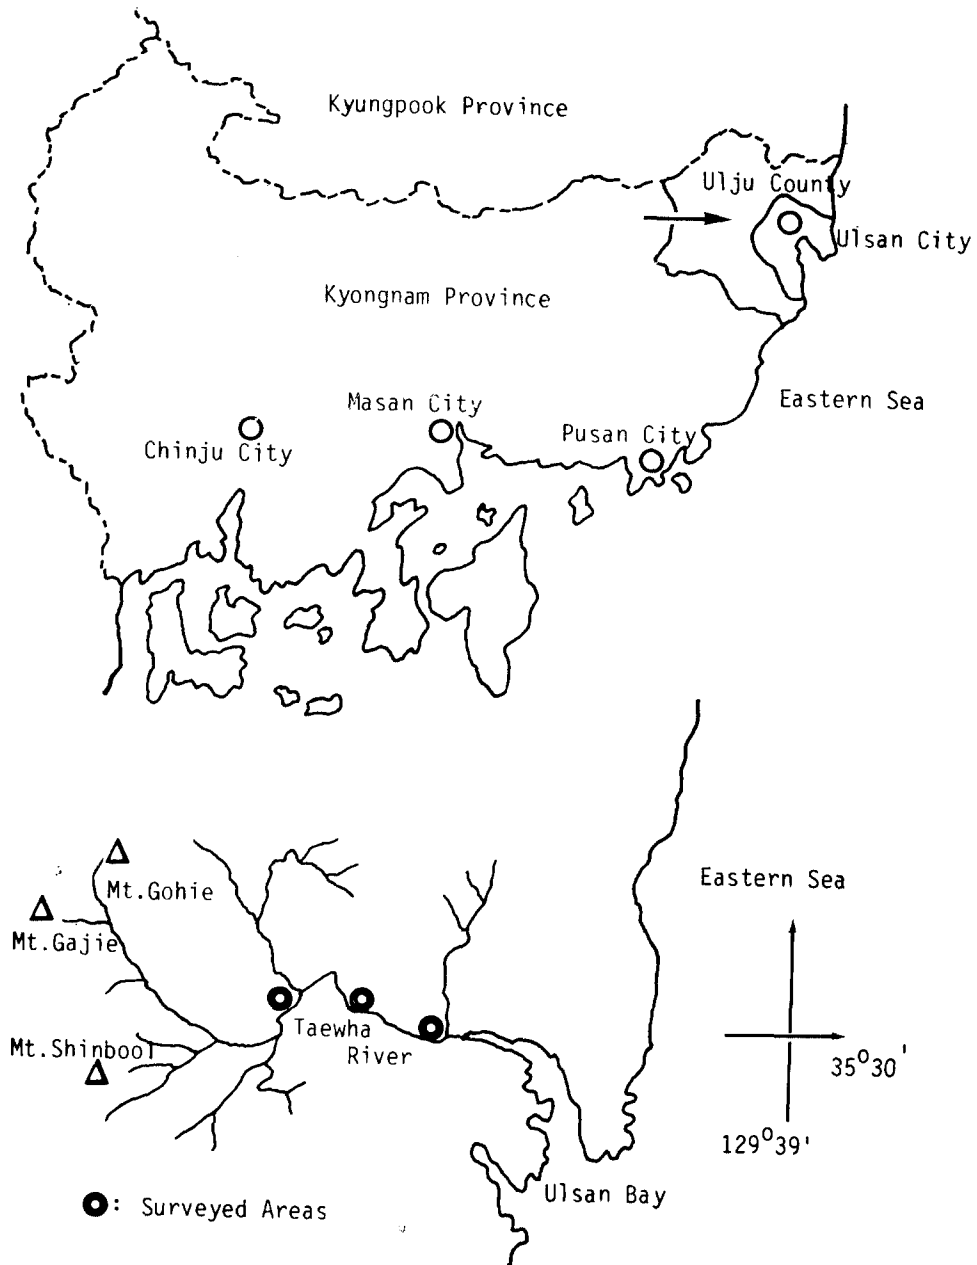 Kyungpook Province
Ulju County
Ulsan City
Kyongnam Province
Masan City
Eastern Sea
Chinju City
Pusan City
Eastern Sea
Mt.Gohie
Mt.Gajie
Taewha
River
Mt.Shinbool
35°30'
129°39'
Ulsan Bay
: Surveyed Areas